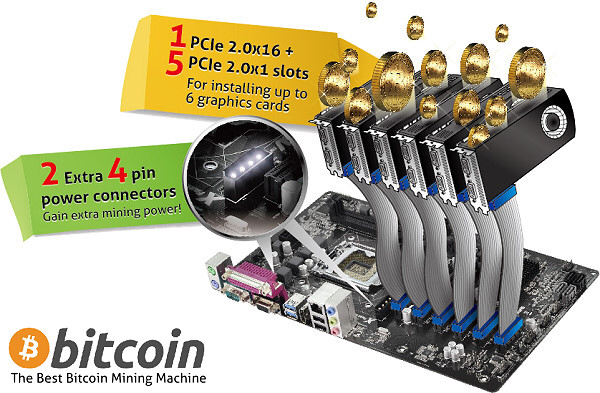 1 PCIe 2.0x16 +
5 PCIe 2.0x1 slots
For installing up to
6 graphics cards
2 Extra 4 pin
power connectors
Gain extra mining power!
bitcoin
The Best Bitcoin Mining Machine